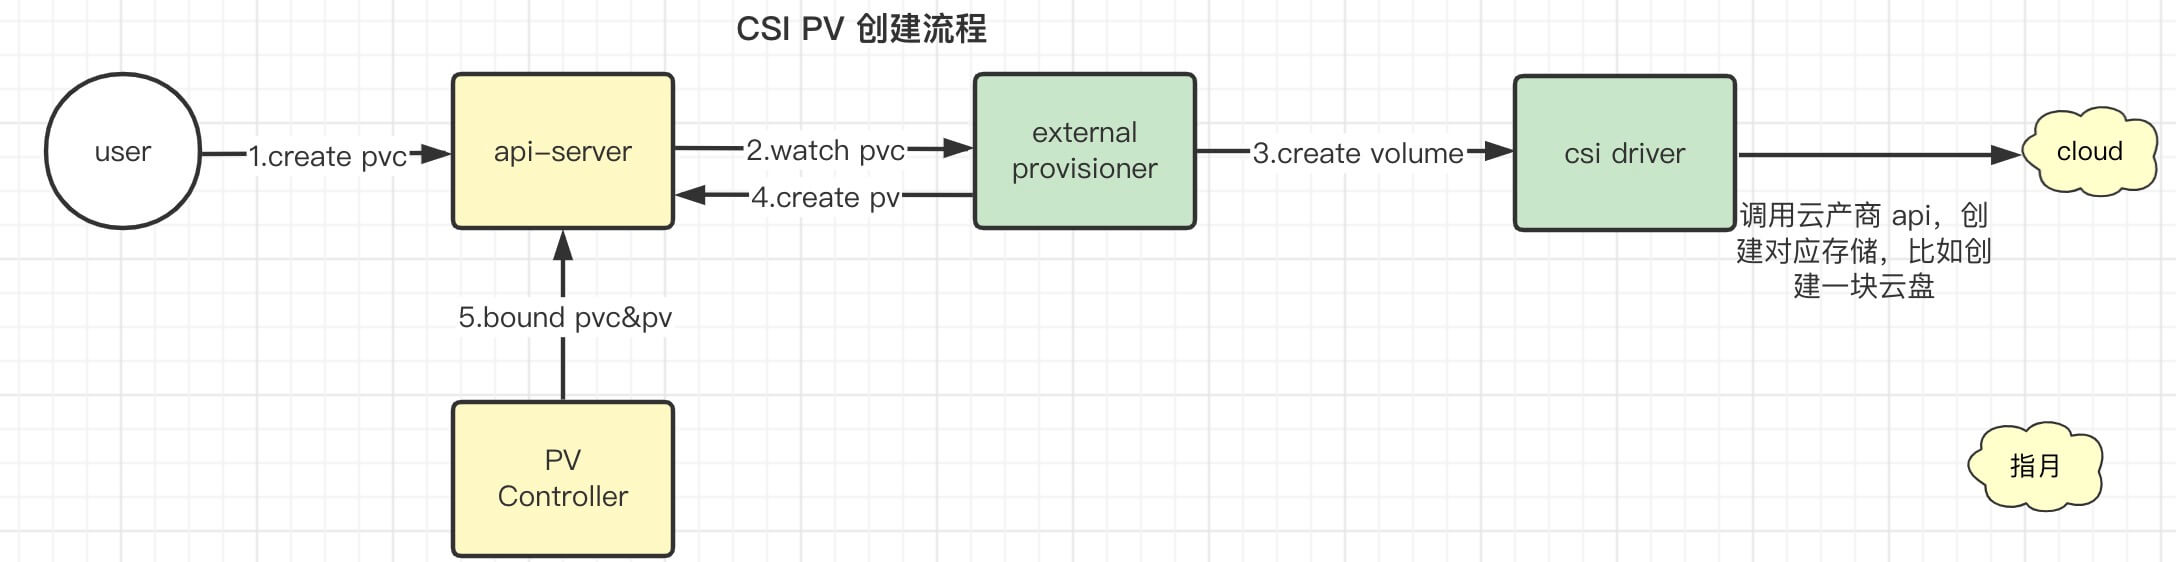 CSI PV 创建流程
user
1.create pvc
api-server
2.watch pvc
4.create pv
external
provisioner
3.create volume
csi driver
cloud
调用云产商 api，创
建对应存储，比如创
建一块云盘
5.bound pvc&pv
PV
Controller
指月